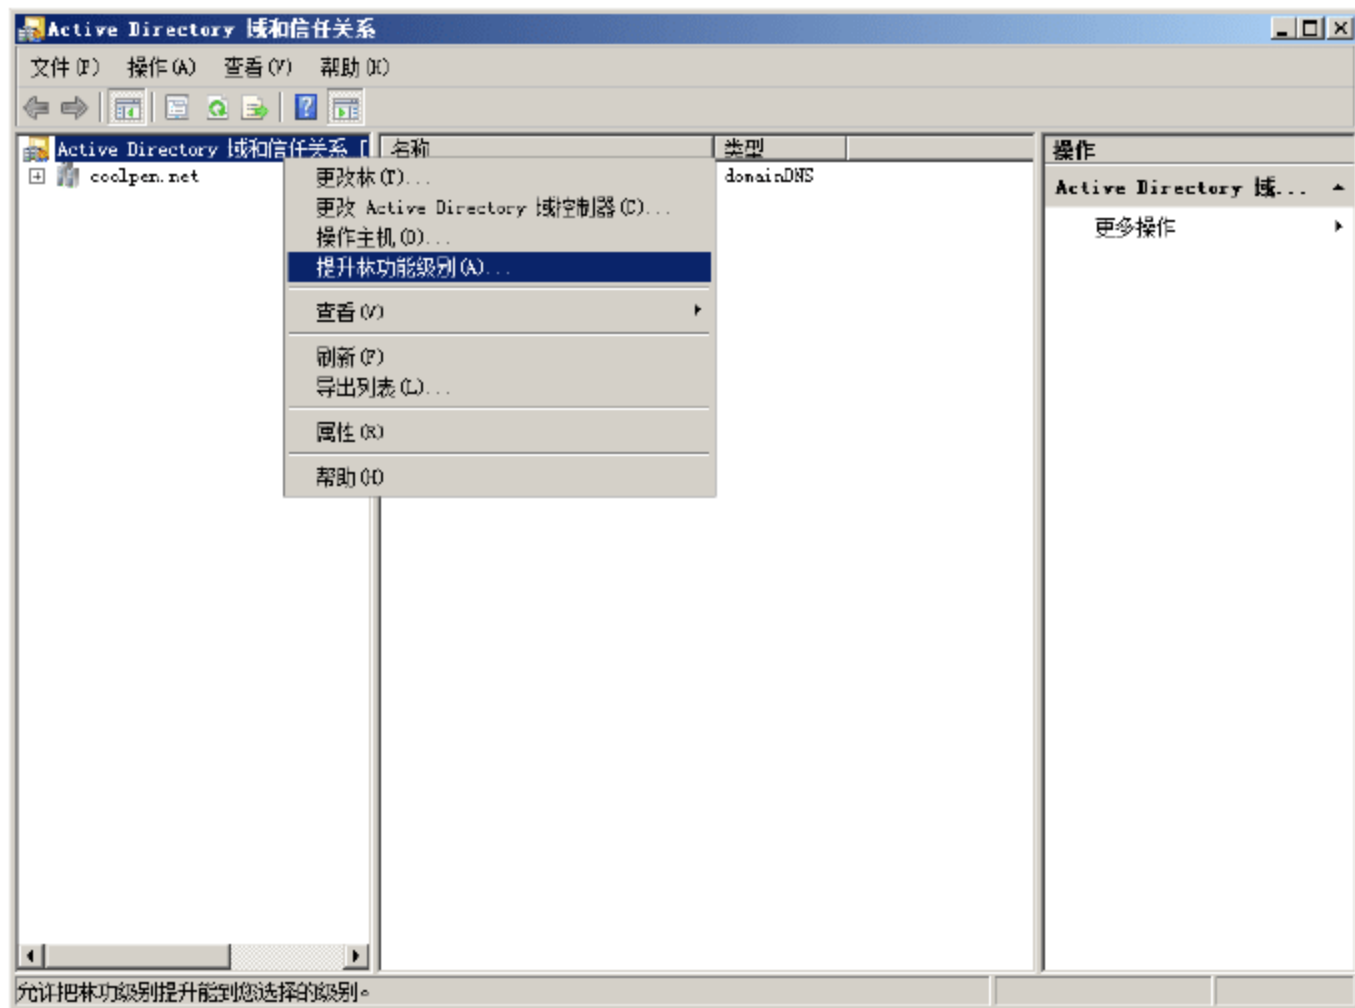 Active Directory 域和信任关系
文件(F) 操作(A) 查看(V) 帮助(H)
Active Directory 域和信任关系 [
名称
类型
操作
coolpen.net
domainDNS
Active Directory 域...
更多操作
更改林(F)...
更改 Active Directory 域控制器(C)...
操作主机(O)...
提升林功能级别(A)...
查看(V)
刷新(F)
导出列表(L)...
属性(R)
帮助(H)
允许把林功级别提升能到您选择的级别。